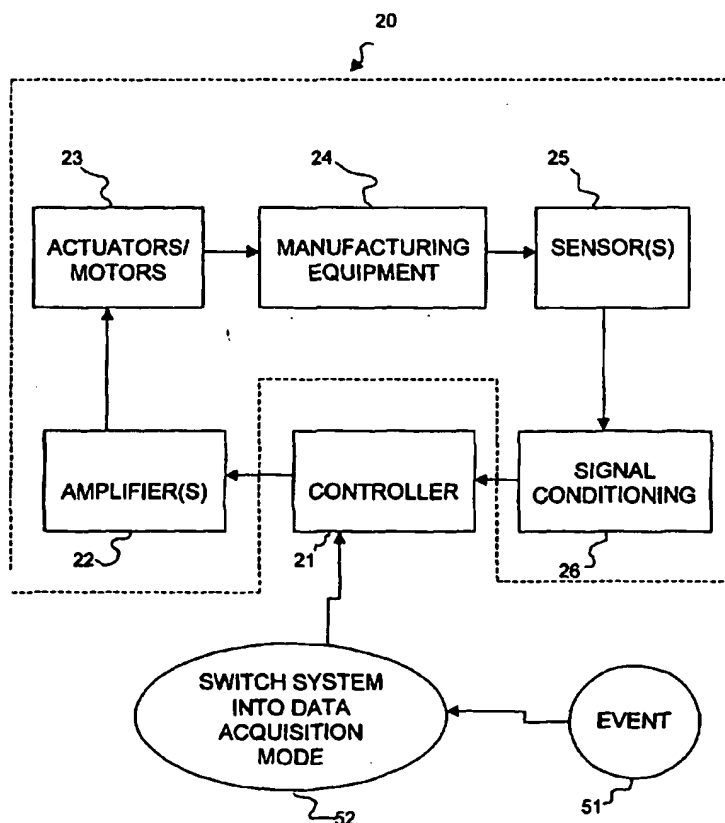 20
23
24
25
ACTUATORS/
MOTORS
MANUFACTURING
EQUIPMENT
SENSOR(S)
AMPLIFIER(S)
CONTROLLER
SIGNAL
CONDITIONING
22
21
26
SWITCH SYSTEM
INTO DATA
ACQUISITION
MODE
EVENT
52
51